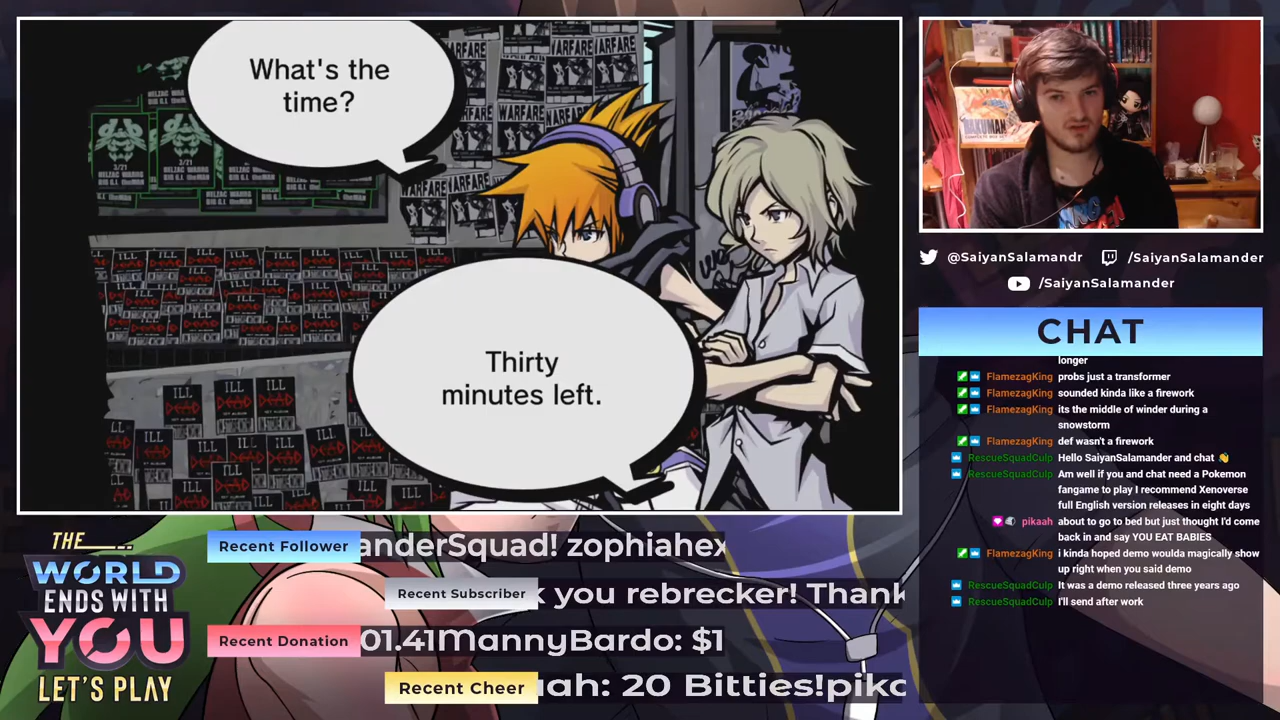 What's the
time?
Thirty
minutes left.
WARFARE
WARFARE
WARFARE
ILL
ILL
ILL
BAKUMAN
@SaiyanSalamandr
/SaiyanSalamander
/SaiyanSalamander
CHAT
longer
FlamezagKing probs just a transformer
FlamezagKing sounded kinda like a firework
FlamezagKing its the middle of winder during a
snowstorm
FlamezagKing def wasn't a firework
RescueSquadCulp Hello SaiyanSalamander and chat 👋
RescueSquadCulp Am well if you and chat need a Pokemon
fangame to play I recommend Xenoverse
full English version releases in eight days
pikaah about to go to bed but just thought I'd come
back in and say YOU EAT BABIES
FlamezagKing i kinda hoped demo woulda magically show
up right when you said demo
RescueSquadCulp It was a demo released three years ago
RescueSquadCulp I'll send after work
THE
WORLD
ENDS WITH
YOU
LET'S PLAY
Recent Follower anderSquad! zophiahex
Recent Subscriber k you rebrecker! Thank
Recent Donation 01.41MannyBardo: $1
Recent Cheer uah: 20 Bitties!pika